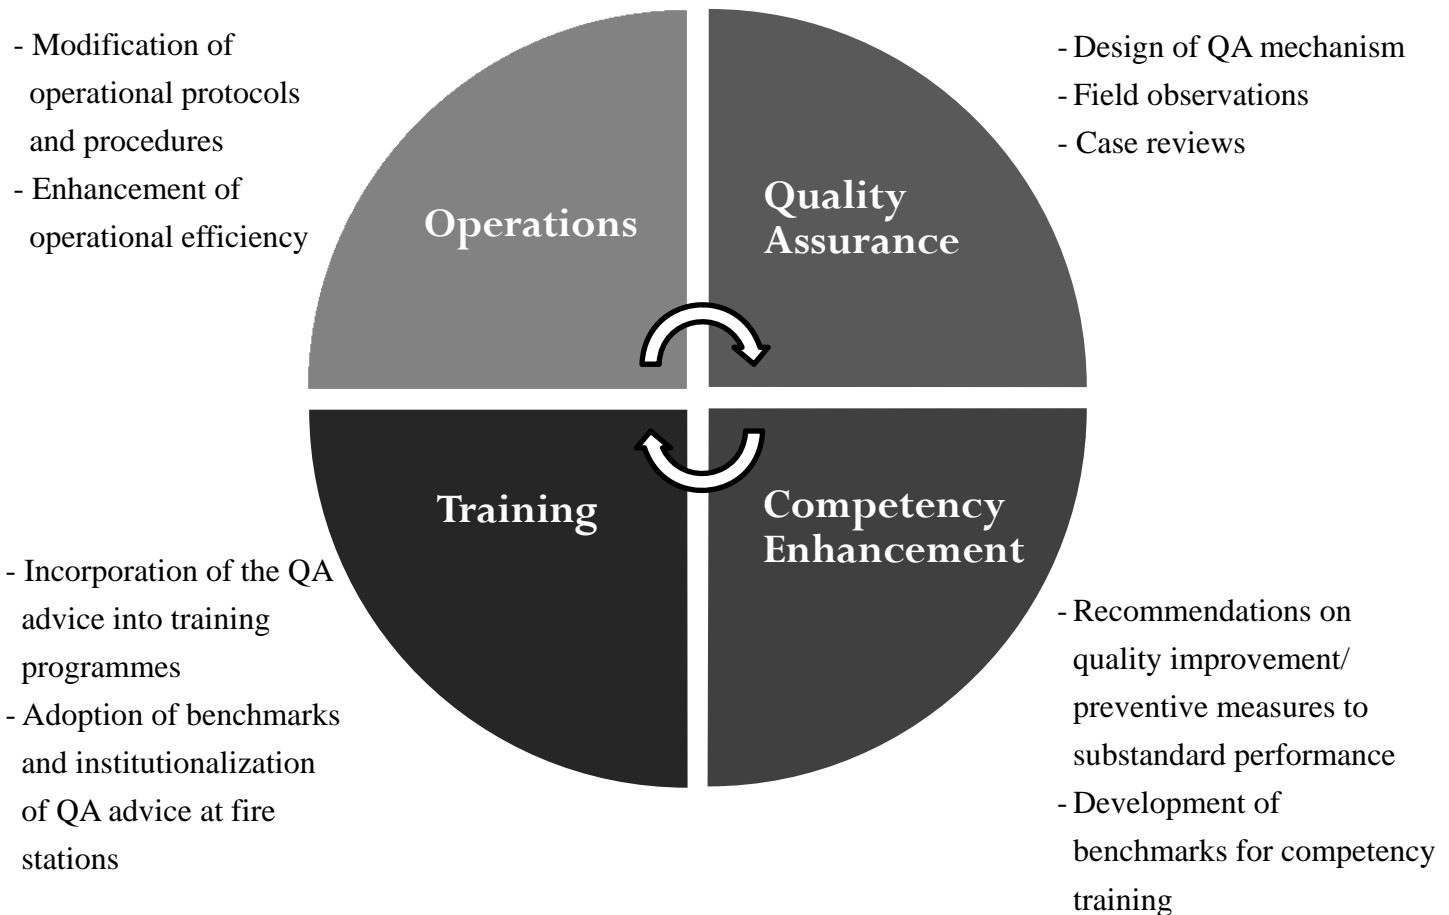 - Modification of
operational protocols
and procedures
- Enhancement of
operational efficiency
Operations
- Design of QA mechanism
- Field observations
- Case reviews
Quality
Assurance
Training
- Incorporation of the QA
advice into training
programmes
- Adoption of benchmarks
and institutionalization
of QA advice at fire
stations
Competency
Enhancement
- Recommendations on
quality improvement/
preventive measures to
substandard performance
- Development of
benchmarks for competency
training